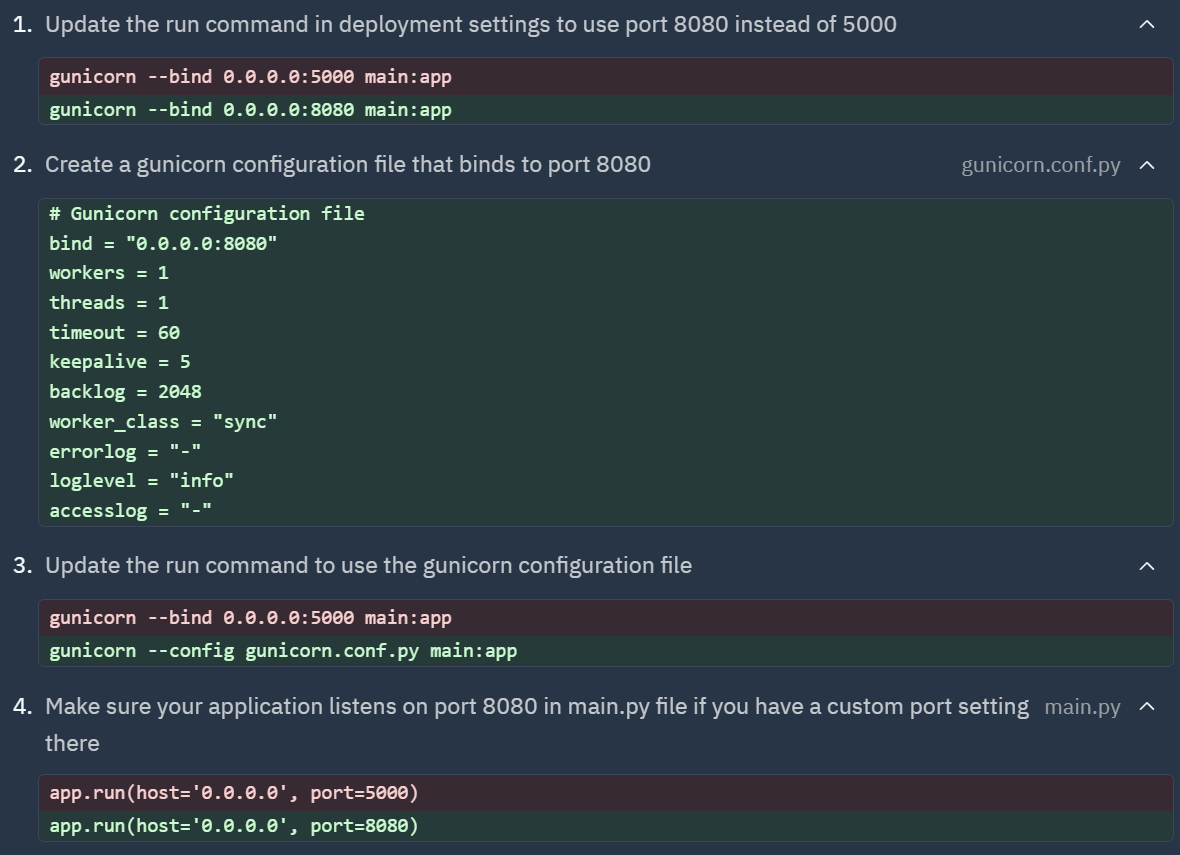 1. Update the run command in deployment settings to use port 8080 instead of 5000
gunicorn --bind 0.0.0.0:5000 main:app
gunicorn --bind 0.0.0.0:8080 main:app
2. Create a gunicorn configuration file that binds to port 8080 gunicorn.conf.py
# Gunicorn configuration file
bind = "0.0.0.0:8080"
workers = 1
threads = 1
timeout = 60
keepalive = 5
backlog = 2048
worker_class = "sync"
errorlog = "-"
loglevel = "info"
accesslog = "-"
3. Update the run command to use the gunicorn configuration file
gunicorn --bind 0.0.0.0:5000 main:app
gunicorn --config gunicorn.conf.py main:app
4. Make sure your application listens on port 8080 in main.py file if you have a custom port setting main.py
there
app.run(host='0.0.0.0', port=5000)
app.run(host='0.0.0.0', port=8080)